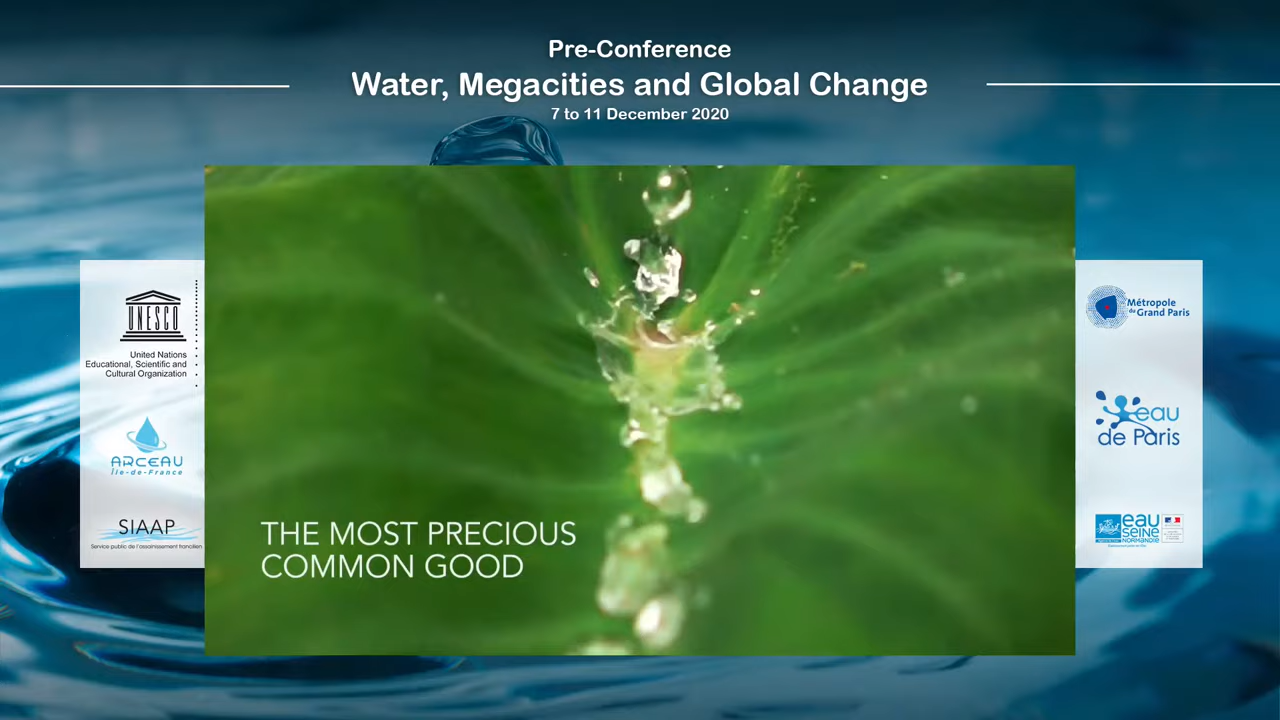 Pre-Conference
Water, Megacities and Global Change
7 to 11 December 2020
UNESCO
United Nations
Educational, Scientific and
Cultural Organization
ARCEAU
Île-de-France
SIAAP
Service public de l'assainissement francilien
THE MOST PRECIOUS
COMMON GOOD
Métropole
du Grand Paris
eau
de Paris
eau
SEINE
NORMANDIE